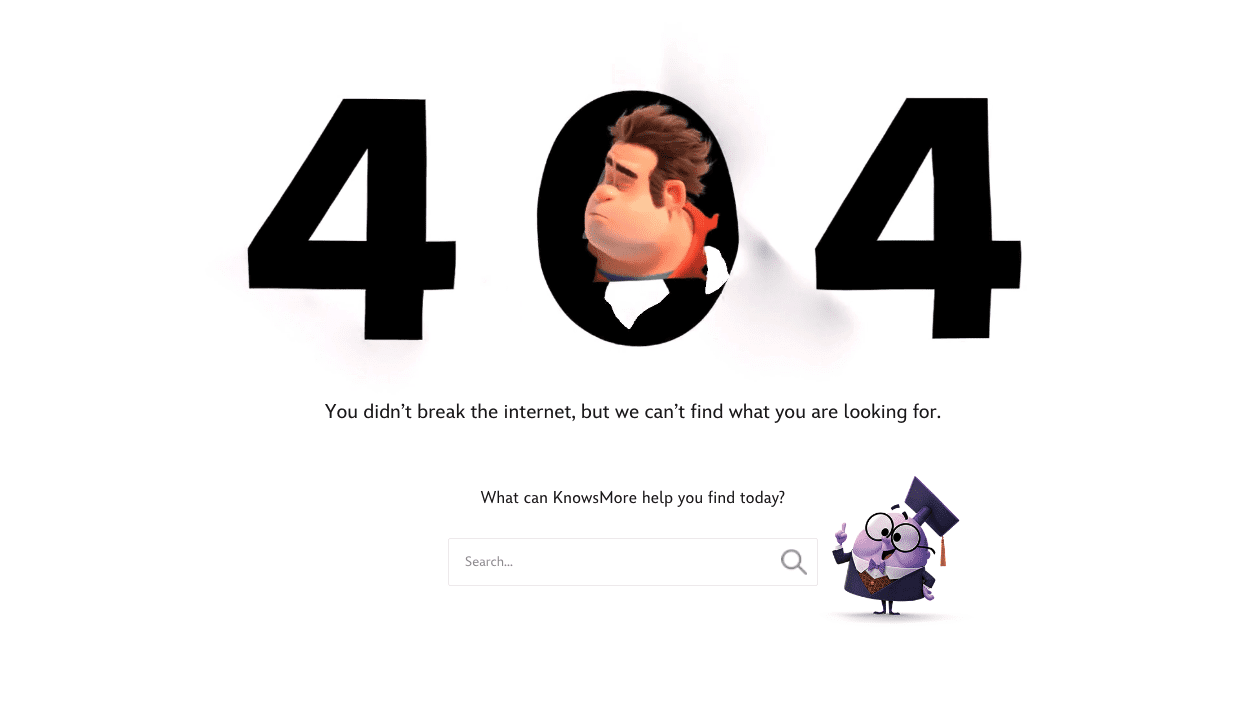 404
You didn’t break the internet, but we can’t find what you are looking for.
What can KnowsMore help you find today?
Search...